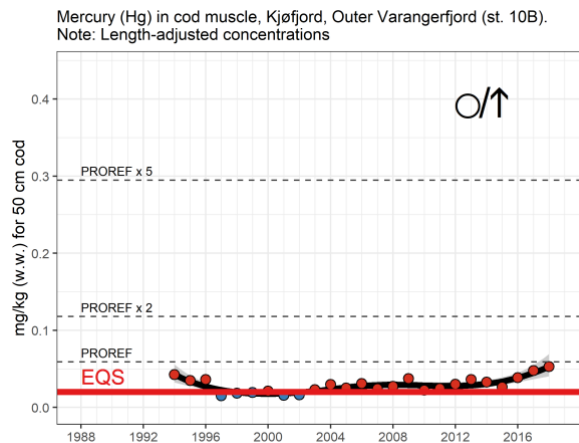 Mercury (Hg) in cod muscle, Kjøfjord, Outer Varangerfjord (st. 10B).
Note: Length-adjusted concentrations
mg/kg (w.w.) for 50 cm cod
0.4
○/↑
0.3
PROREF x 5
0.2
PROREF x 2
0.1
PROREF
EQS
0.0
1988 1992 1996 2000 2004 2008 2012 2016